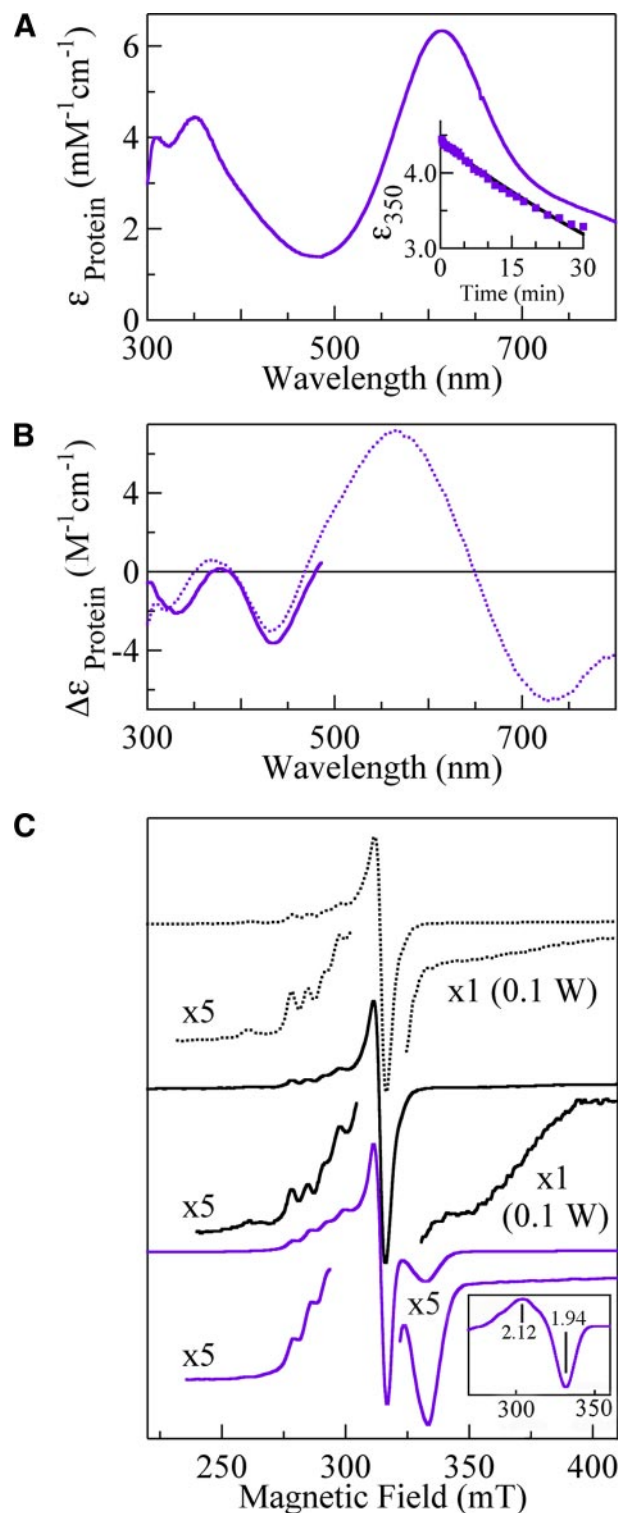 A
ε Protein (mM⁻¹cm⁻¹)
6
4
2
0
300
500
700
Wavelength (nm)
ε350
4.0
3.0
0
15
30
Time (min)
B
Δε Protein (M⁻¹cm⁻¹)
4
0
-4
300
500
700
Wavelength (nm)
C
x5
x1 (0.1 W)
x5
x1
(0.1 W)
x5
x5
2.12
1.94
300
350
250
300
350
400
Magnetic Field (mT)